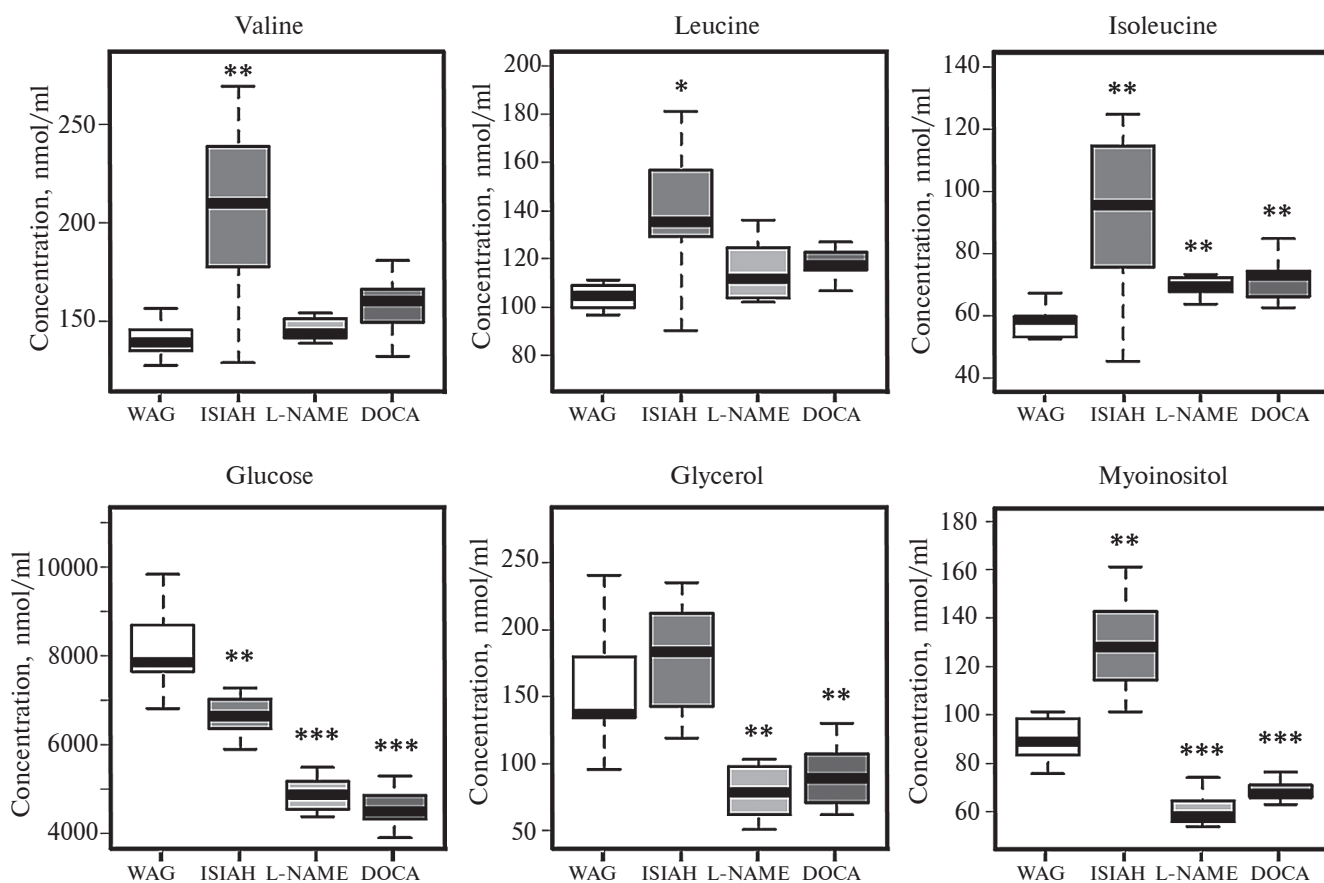 Valine
Leucine
Isoleucine
Concentration, nmol/ml
250
200
150
**
WAG ISIAH L-NAME DOCA
Concentration, nmol/ml
200
180
160
140
120
100
80
*
WAG ISIAH L-NAME DOCA
Concentration, nmol/ml
140
120
100
80
60
40
**
**
**
WAG ISIAH L-NAME DOCA
Glucose
Glycerol
Myoinositol
Concentration, nmol/ml
10000
8000
6000
4000
**
***
***
WAG ISIAH L-NAME DOCA
Concentration, nmol/ml
250
200
150
100
50
**
**
WAG ISIAH L-NAME DOCA
Concentration, nmol/ml
180
160
140
120
100
80
60
**
***
***
WAG ISIAH L-NAME DOCA